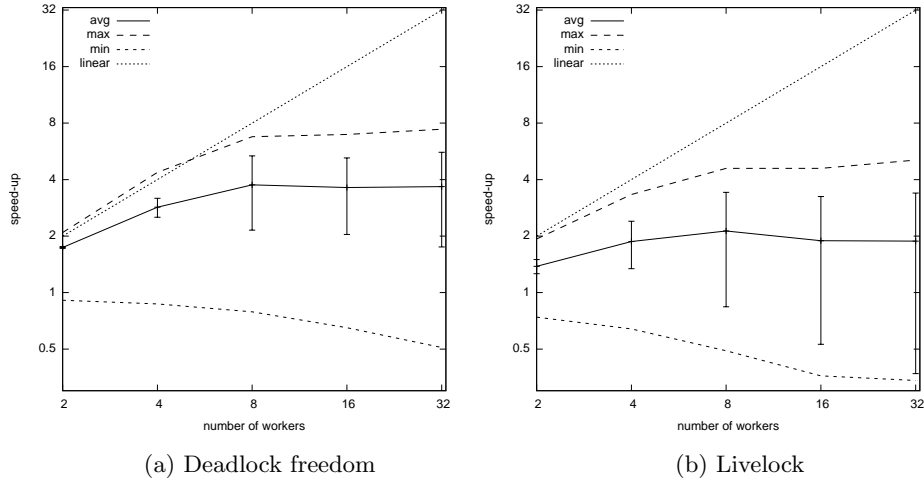 32
16
8
4
2
1
0.5
speed-up
avg
max
min
linear
2
4
8
16
32
number of workers
(a) Deadlock freedom
32
16
8
4
2
1
0.5
speed-up
avg
max
min
linear
2
4
8
16
32
number of workers
(b) Livelock